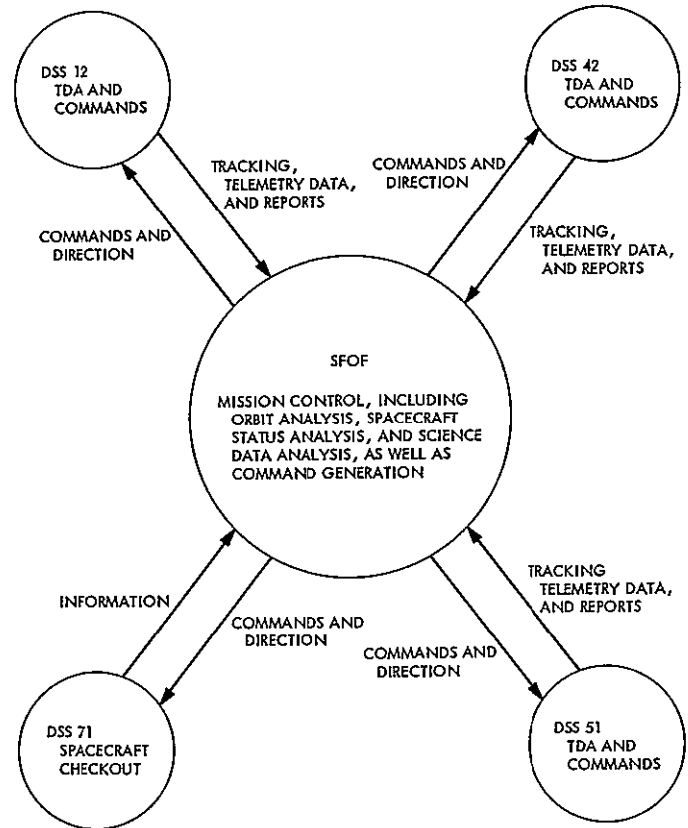 DSS 12
TDA AND
COMMANDS
DSS 42
TDA AND
COMMANDS
TRACKING,
TELEMETRY DATA,
AND REPORTS
COMMANDS AND
DIRECTION
COMMANDS AND
DIRECTION
TRACKING,
TELEMETRY DATA,
AND REPORTS
SFOF
MISSION CONTROL, INCLUDING
ORBIT ANALYSIS, SPACECRAFT
STATUS ANALYSIS, AND SCIENCE
DATA ANALYSIS, AS WELL AS
COMMAND GENERATION
INFORMATION
COMMANDS AND
DIRECTION
TRACKING
TELEMETRY DATA,
AND REPORTS
COMMANDS AND
DIRECTION
DSS 71
SPACECRAFT
CHECKOUT
DSS 51
TDA AND
COMMANDS